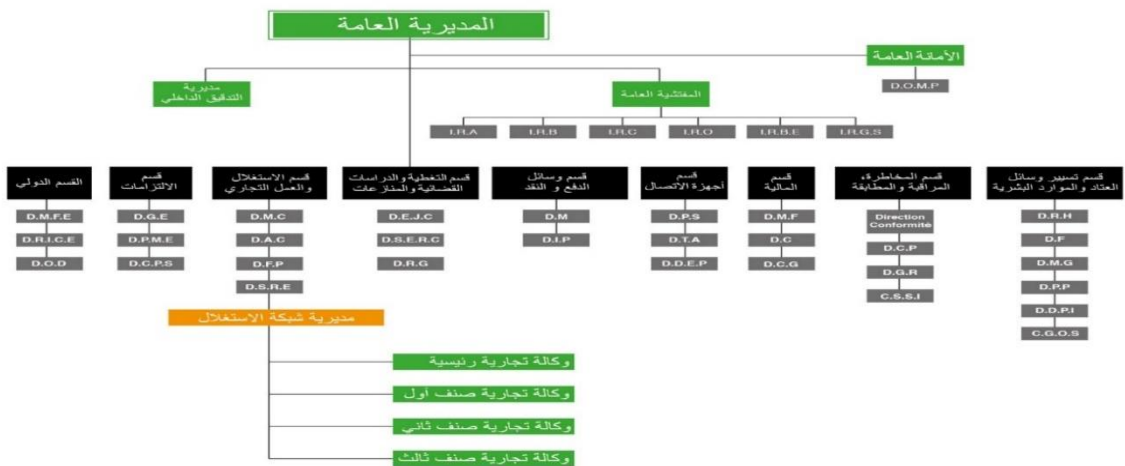 المديرية العامة
الأمانة العامة
D.O.M.P
المفتشية العامة
مديرية
التدقيق الداخلي
I.R.G.S
I.R.B.E
I.R.O
I.R.C
I.R.B
I.R.A
قسم تسيير وسائل
العتاد والموارد البشرية
D.R.H
D.F
D.M.G
D.P.P
D.D.P.I
C.G.O.S
قسم المخاطرة،
المراقبة والمطابقة
Direction
Conformité
D.C.P
D.G.R
C.S.S.I
قسم
المالية
D.M.F
D.C
D.C.G
قسم
أجهزة الاتصال
D.P.S
D.T.A
D.D.E.P
قسم وسائل
الدفع و النقد
D.M
D.I.P
قسم التغطية والدراسات
القضائية والمنازعات
D.E.J.C
D.S.E.R.C
D.R.G
قسم الاستغلال
والعمل التجاري
D.M.C
D.A.C
D.F.P
D.S.R.E
قسم
الالتزامات
D.G.E
D.P.M.E
D.C.P.S
القسم الدولي
D.M.F.E
D.R.I.C.E
D.O.D
مديرية شبكة الاستغلال
وكالة تجارية رئيسية
وكالة تجارية صنف أول
وكالة تجارية صنف ثاني
وكالة تجارية صنف ثالث